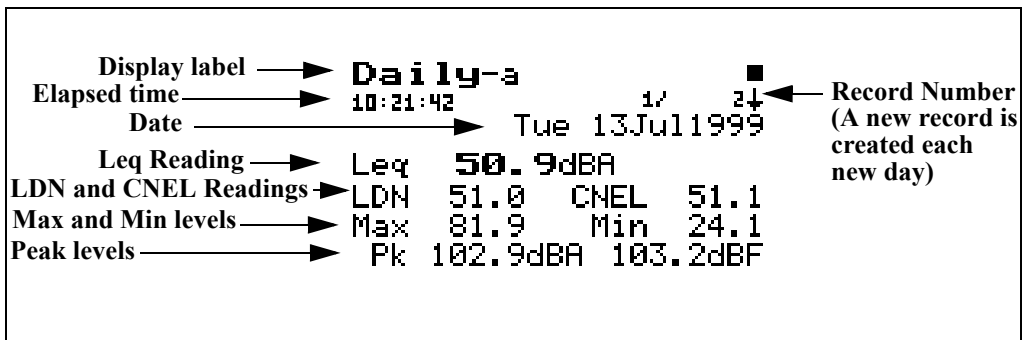 Display label
Daily-a
Elapsed time
10:21:42
1/ 2↓
Record Number
(A new record is
created each
new day)
Date
Tue 13Jul1999
Leq Reading
Leq 50.9dBA
LDN and CNEL Readings
LDN 51.0 CNEL 51.1
Max and Min levels
Max 81.9 Min 24.1
Peak levels
Pk 102.9dBA 103.2dBF